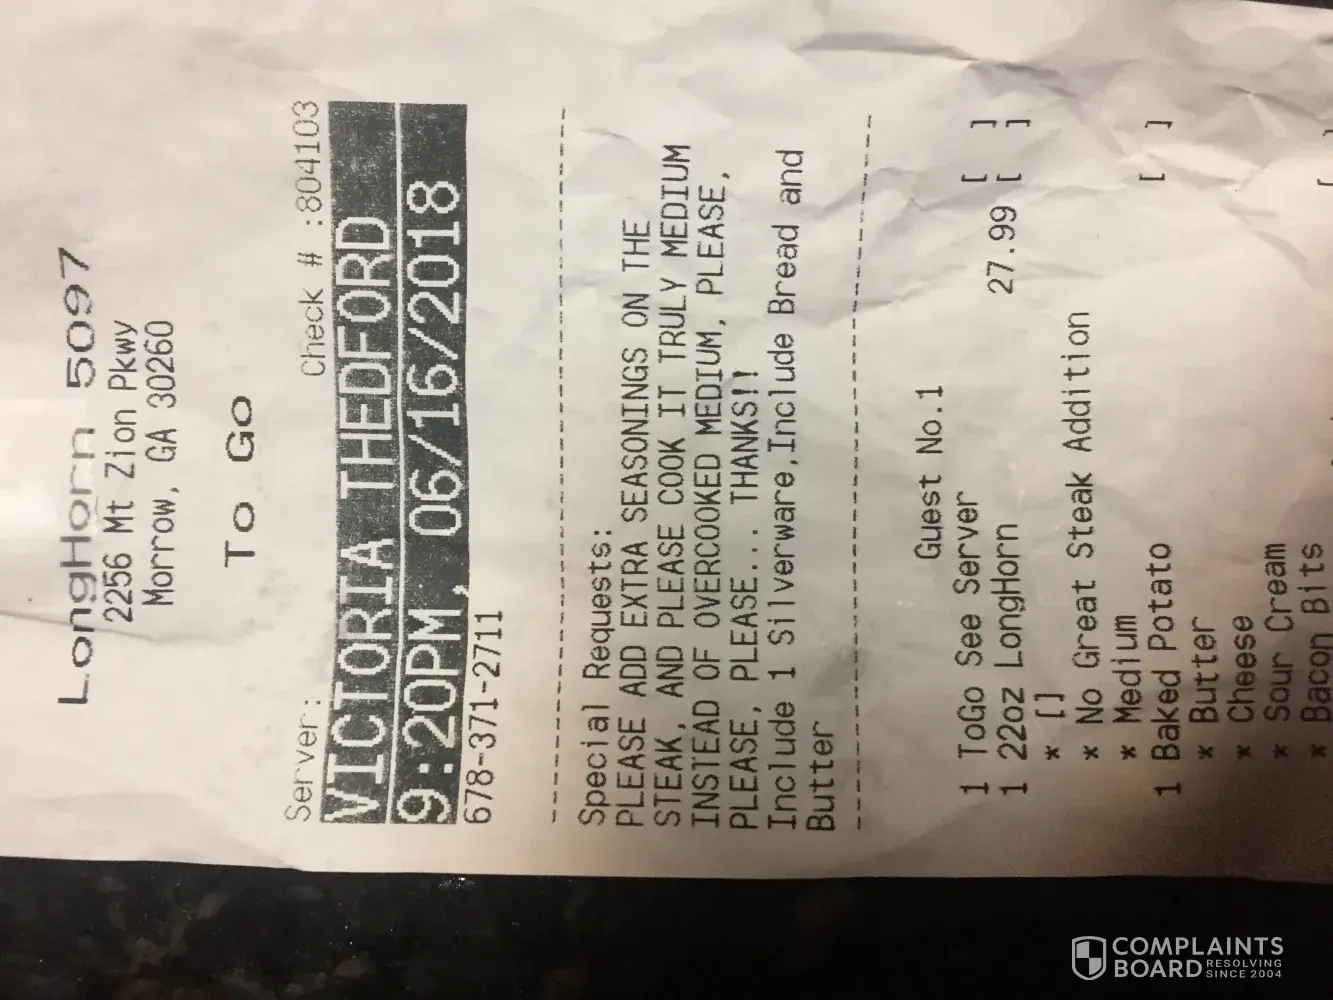 LongHorn 5097
2256 Mt Zion Pkwy
Morrow, GA 30260
To Go
Server: Check # :804103
VICTORIA THEDFORD
9:20PM, 06/16/2018
678-371-2711
Special Requests:
PLEASE ADD EXTRA SEASONINGS ON THE
STEAK, AND PLEASE COOK IT TRULY MEDIUM
INSTEAD OF OVERCOOKED MEDIUM, PLEASE,
PLEASE, PLEASE... THANKS!!
Include 1 Silverware,Include Bread and
Butter
Guest No.1
1 ToGo See Server [ ]
1 22oz LongHorn 27.99 [ ]
* []
* No Great Steak Addition
* Medium
1 Baked Potato [ ]
* Butter
* Cheese
* Sour Cream
* Bacon Bits
COMPLAINTS
BOARD RESOLVING
SINCE 2004